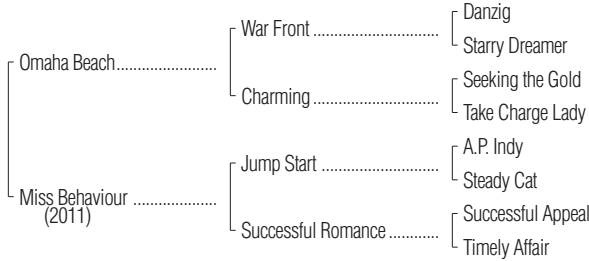 Danzig
War Front ..............................
Starry Dreamer
Omaha Beach........................
Seeking the Gold
Charming..............................
Take Charge Lady
A.P. Indy
Jump Start ............................
Steady Cat
Miss Behaviour ....................
(2011)
Successful Appeal
Successful Romance ............
Timely Affair